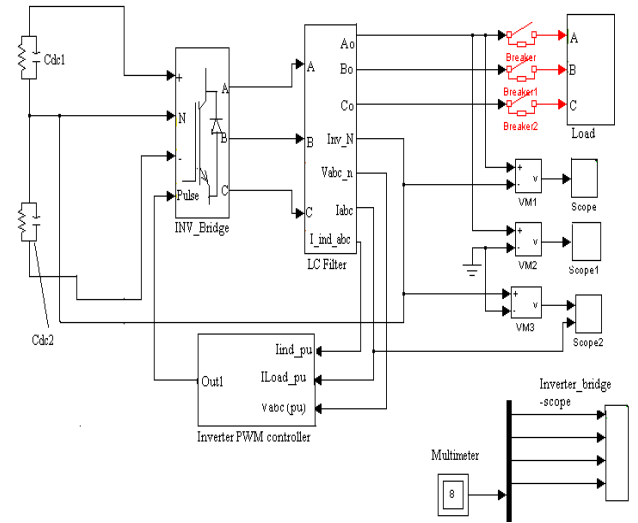 Cdc1
+
N
-
Pulse
A
B
C
INV_Bridge
A
B
C
Ao
Bo
Co
Inv_N
Vabc_n
Iabc
I_ind_abc
LC Filter
Breaker
Breaker1
Breaker2
A
B
C
Load
+
-
v
VM1
Scope
+
-
v
VM2
Scope1
+
-
v
VM3
Scope2
Cdc2
Out1
Iind_pu
ILoad_pu
Vabc (pu)
Inverter PWM controller
Inverter_bridge
-scope
Multimeter
8